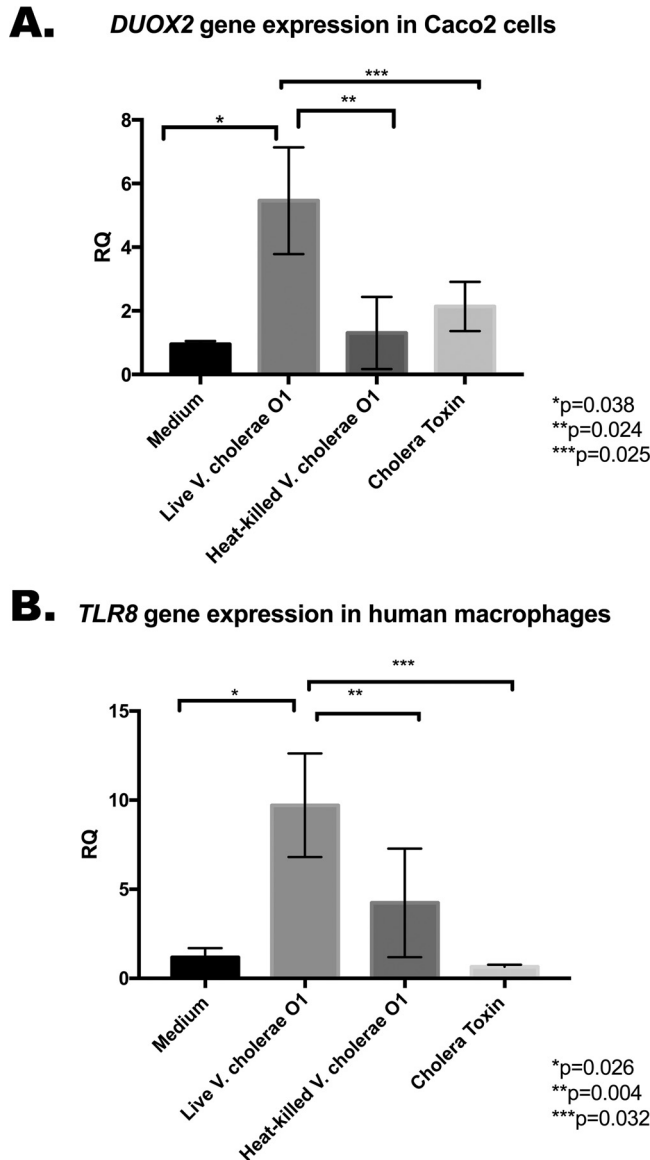 A.
DUOX2 gene expression in Caco2 cells
***
**
*
8
6
4
2
0
RQ
Medium
Live V. cholerae O1
Heat-killed V. cholerae O1
Cholera Toxin
*p=0.038
**p=0.024
***p=0.025
B.
TLR8 gene expression in human macrophages
***
*
**
15
10
5
0
RQ
Medium
Live V. cholerae O1
Heat-killed V. cholerae O1
Cholera Toxin
*p=0.026
**p=0.004
***p=0.032